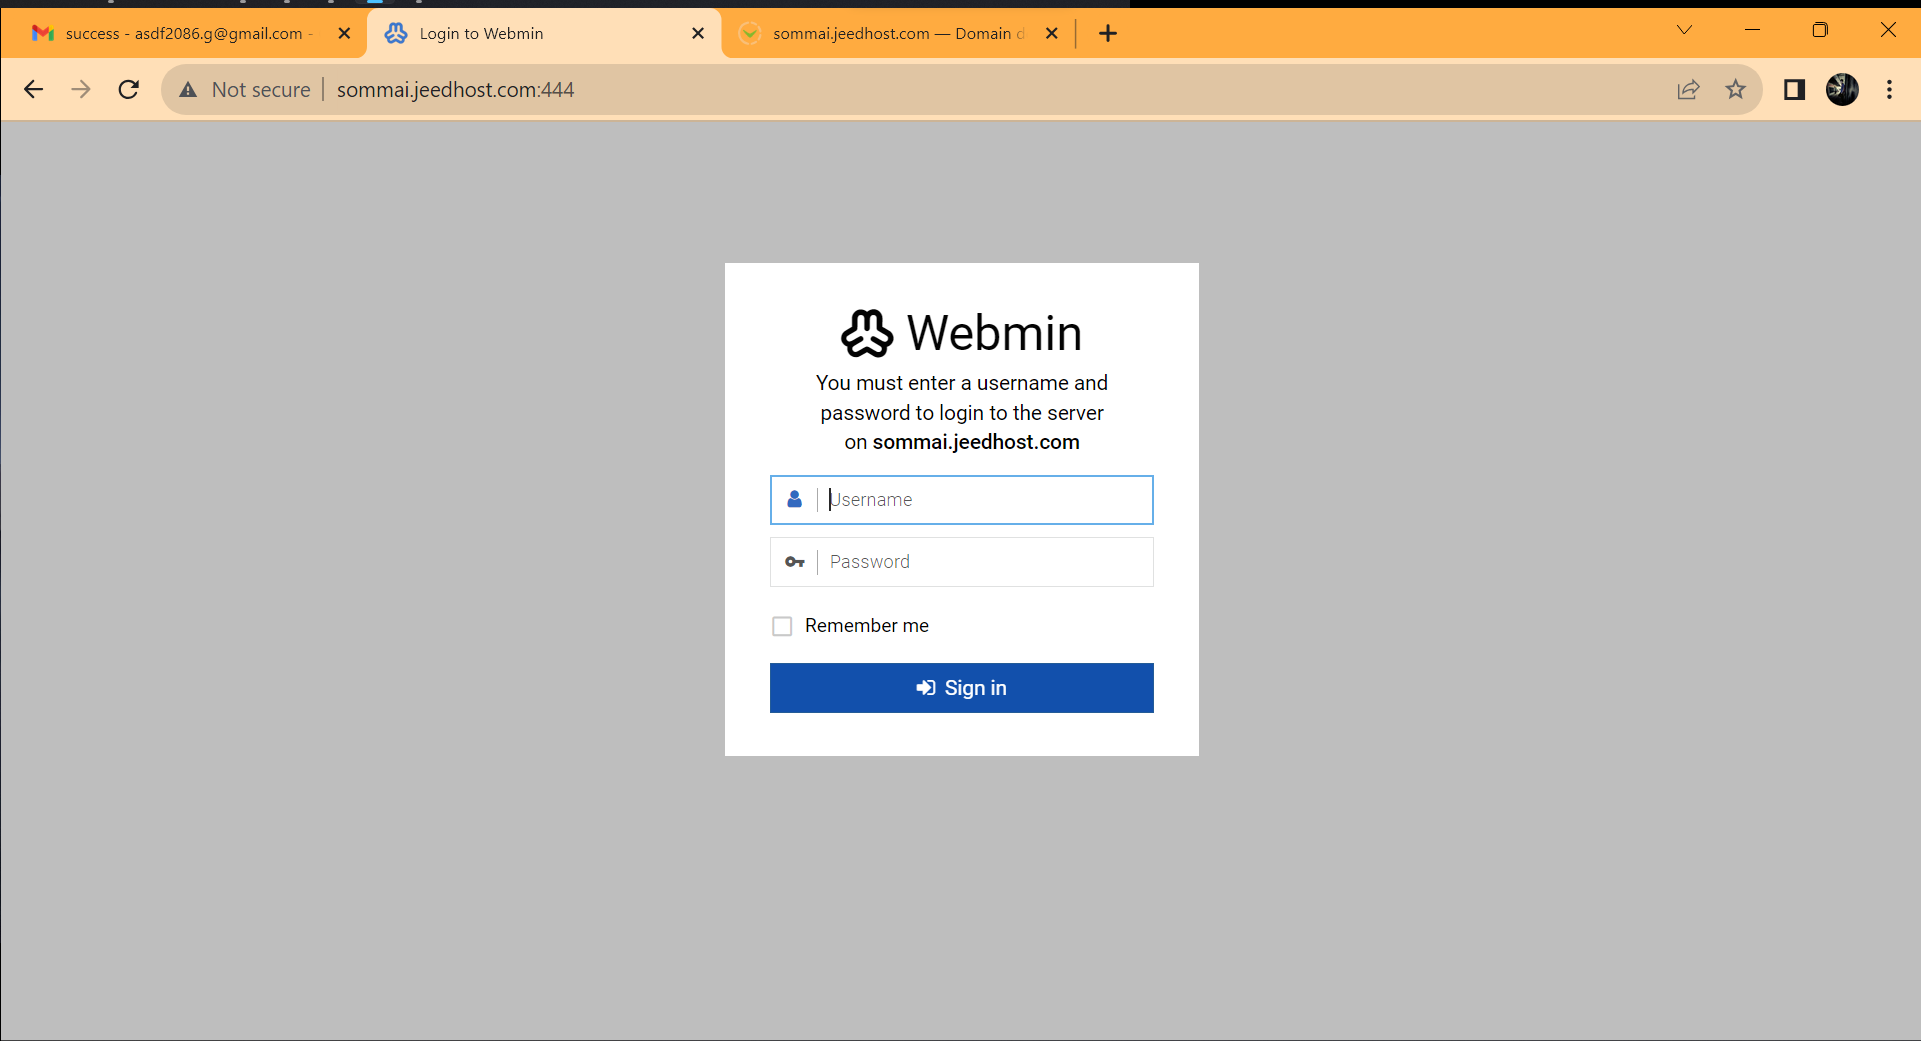 success - asdf2086.g@gmail.com -
Login to Webmin
sommai.jeedhost.com — Domain d
Not secure
sommai.jeedhost.com:444
Webmin
You must enter a username and
password to login to the server
on sommai.jeedhost.com
Username
Password
Remember me
Sign in